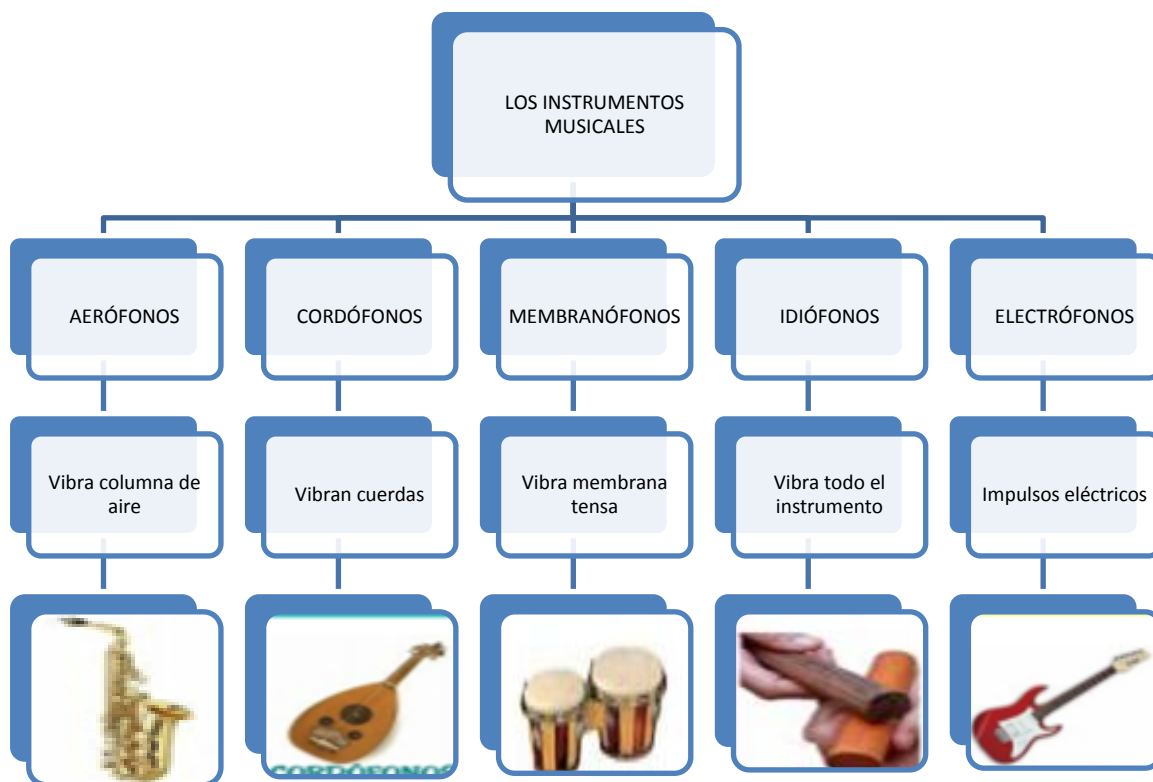 LOS INSTRUMENTOS
MUSICALES
AERÓFONOS
CORDÓFONOS
MEMBRANÓFONOS
IDIÓFONOS
ELECTRÓFONOS
Vibra columna de
aire
Vibran cuerdas
Vibra membrana
tensa
Vibra todo el
instrumento
Impulsos eléctricos
CORDÓFONOS